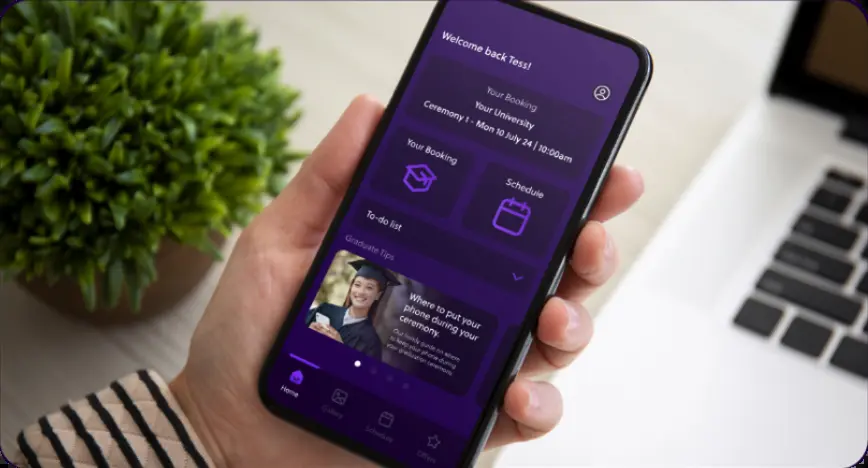 Welcome back Tess!
Your Booking
Your University
Ceremony 1 - Mon 10 July 24 | 10:00am
Your Booking
Schedule
To-do list
Graduate Tips
Where to put your
phone during your
ceremony.
Our handy guide on where
to keep your phone during
your graduation ceremony.
Home
Gallery
Schedule
Offers